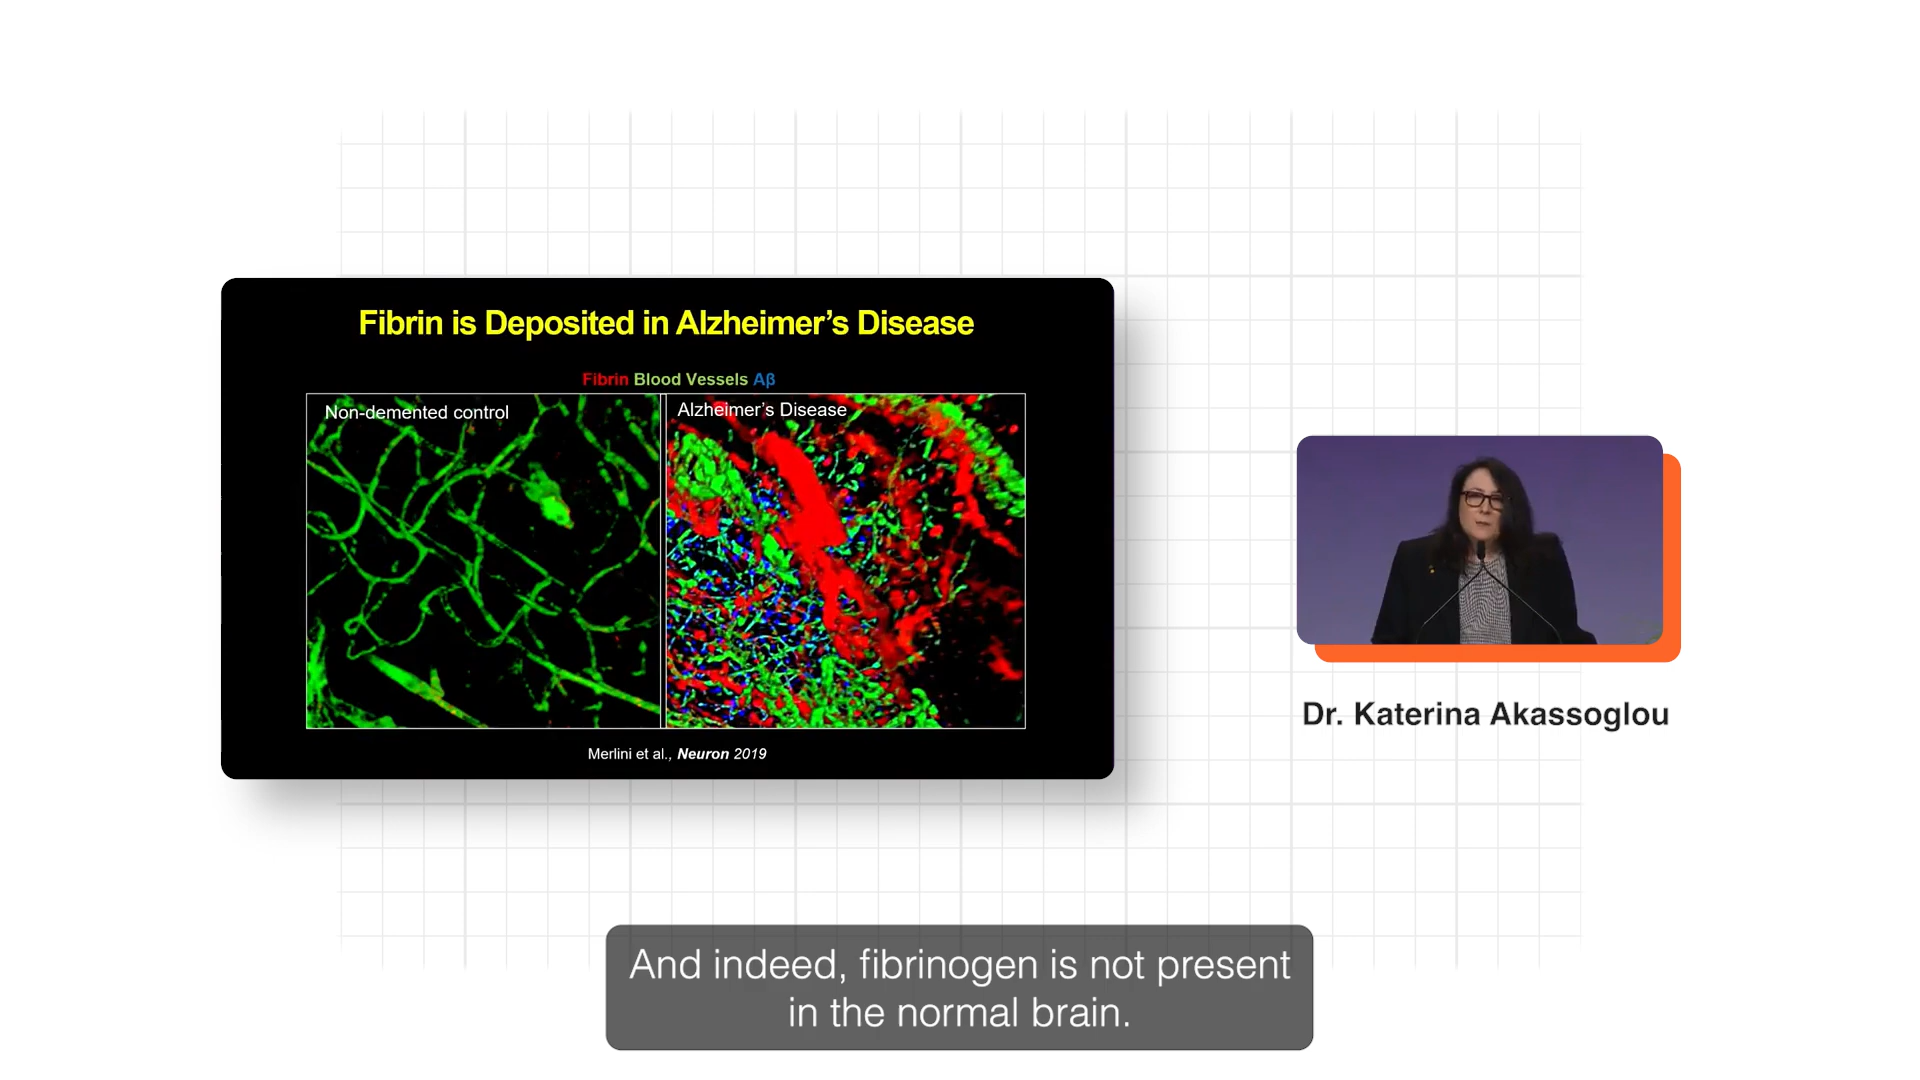 Fibrin is Deposited in Alzheimer's Disease
Fibrin Blood Vessels Aβ
Non-demented control
Alzheimer's Disease
Merlini et al., Neuron 2019
Dr. Katerina Akassoglou
And indeed, fibrinogen is not present
in the normal brain.